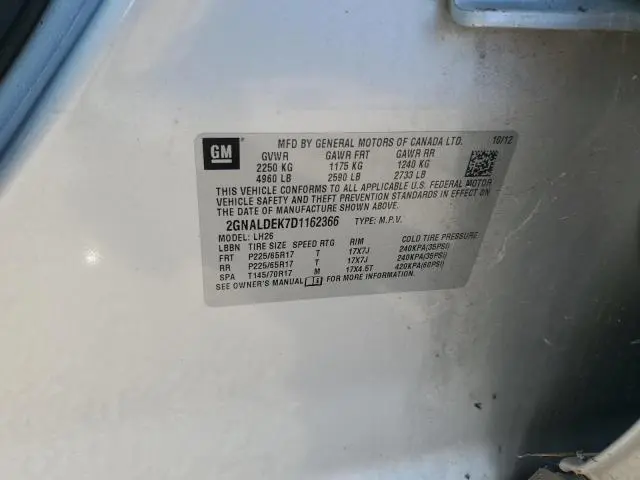 GM
MFD BY GENERAL MOTORS OF CANADA LTD. 10/12
GVWR GAWR FRT GAWR RR
2250 KG 1175 KG 1240 KG
4960 LB 2590 LB 2733 LB
THIS VEHICLE CONFORMS TO ALL APPLICABLE U.S. FEDERAL MOTOR
VEHICLE SAFETY AND THEFT PREVENTION STANDARDS IN EFFECT ON
DATE OF MANUFACTURE SHOWN ABOVE.
2GNALDEK7D1162366 TYPE: M.P.V.
MODEL: LH26
LBBN TIRE SIZE SPEED RTG RIM COLD TIRE PRESSURE
FRT P225/65R17 T 17X7J 240KPA(35PSI)
RR P225/65R17 T 17X7J 240KPA(35PSI)
SPA T145/70R17 M 17X4.5T 420KPA(60PSI)
SEE OWNER'S MANUAL FOR MORE INFORMATION